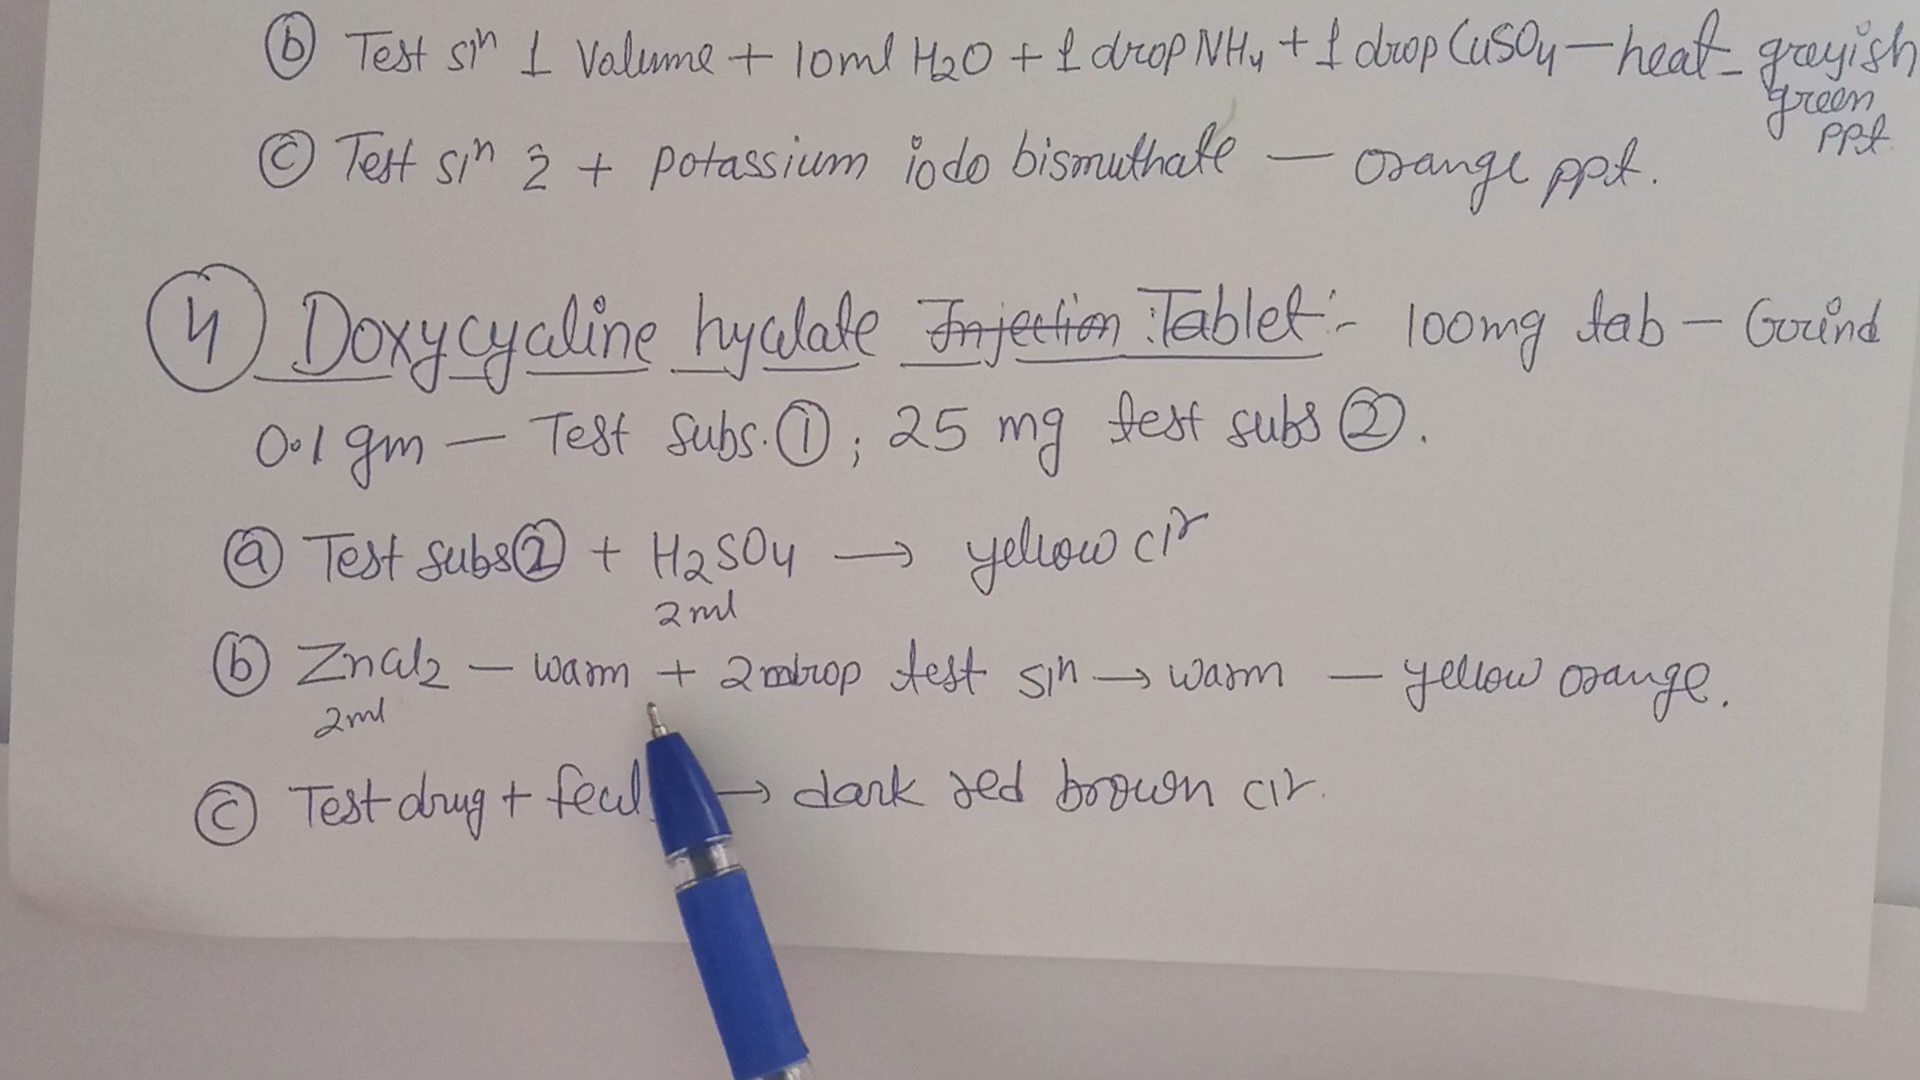 ⓑ Test sln 1 Volume + 10ml H2O + 1 drop NH4 + 1 drop CuSO4 — heat - greyish
green
ppt
ⓒ Test sln 2 + potassium iodo bismuthate — orange ppt.
④ Doxycycline hyclate Injection Tablet :- 100mg tab — Grind
0.1 gm — Test subs. ①; 25 mg test subs ②.
ⓐ Test subs ② + H2SO4 → yellow clr
2ml
ⓑ ZnCl2 — warm + 2 drop test sln → warm — yellow orange.
2ml
ⓒ Test drug + fecl → dark red brown clr.